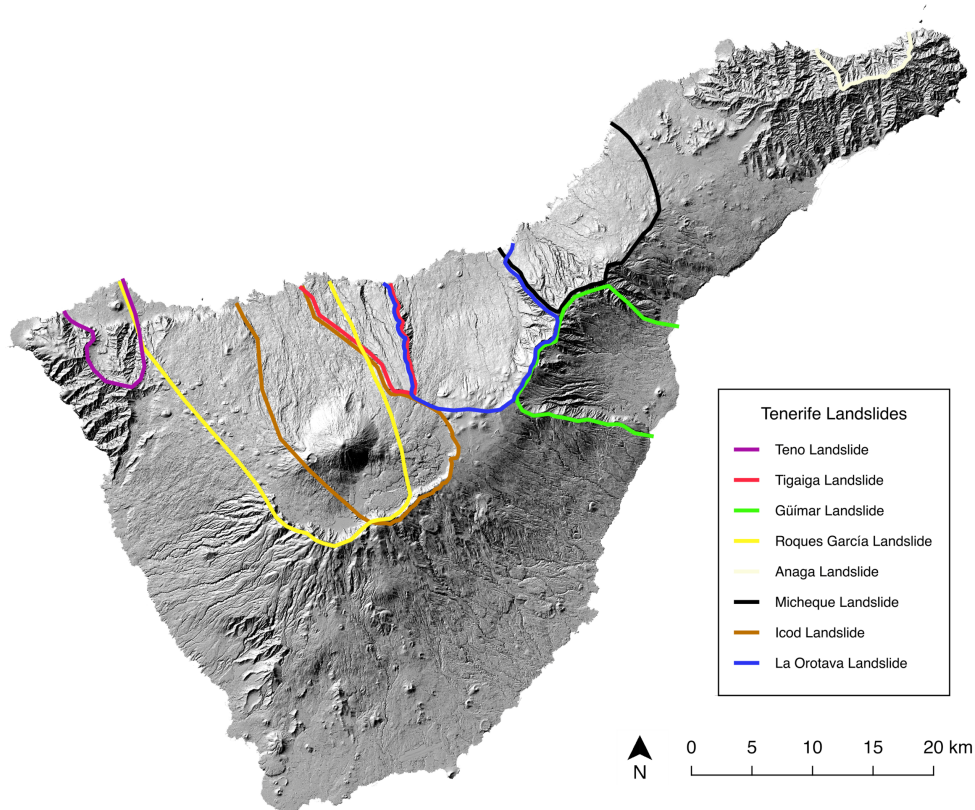 Tenerife Landslides
Teno Landslide
Tigaiga Landslide
Güímar Landslide
Roques García Landslide
Anaga Landslide
Micheque Landslide
Icod Landslide
La Orotava Landslide
N
0 5 10 15 20 km